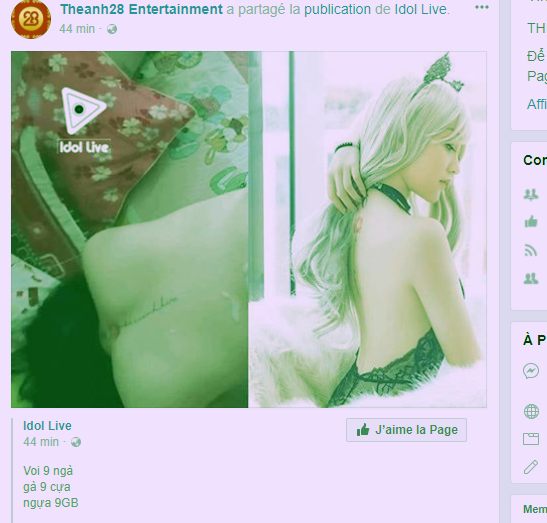 Theanh28 Entertainment a partagé la publication de Idol Live.
44 min ·
28
Idol Live
Idol Live
44 min ·
J'aime la Page
Voi 9 ngà
gà 9 cựa
ngựa 9GB
TH
Để
Pag
Affi
Con
À P
Mem